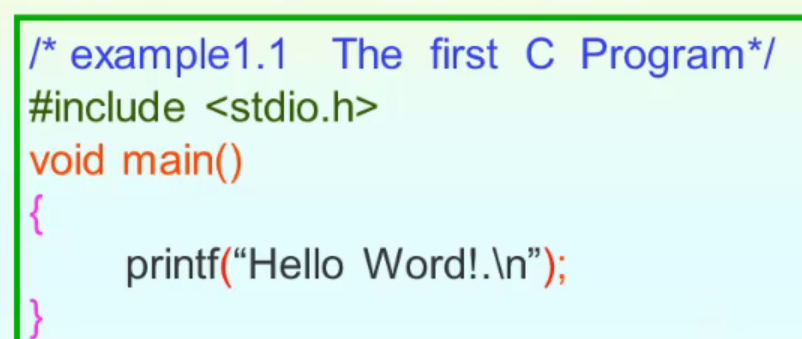 /* example1.1 The first C Program*/
#include <stdio.h>
void main()
{
printf(“Hello Word!.\n”);
}